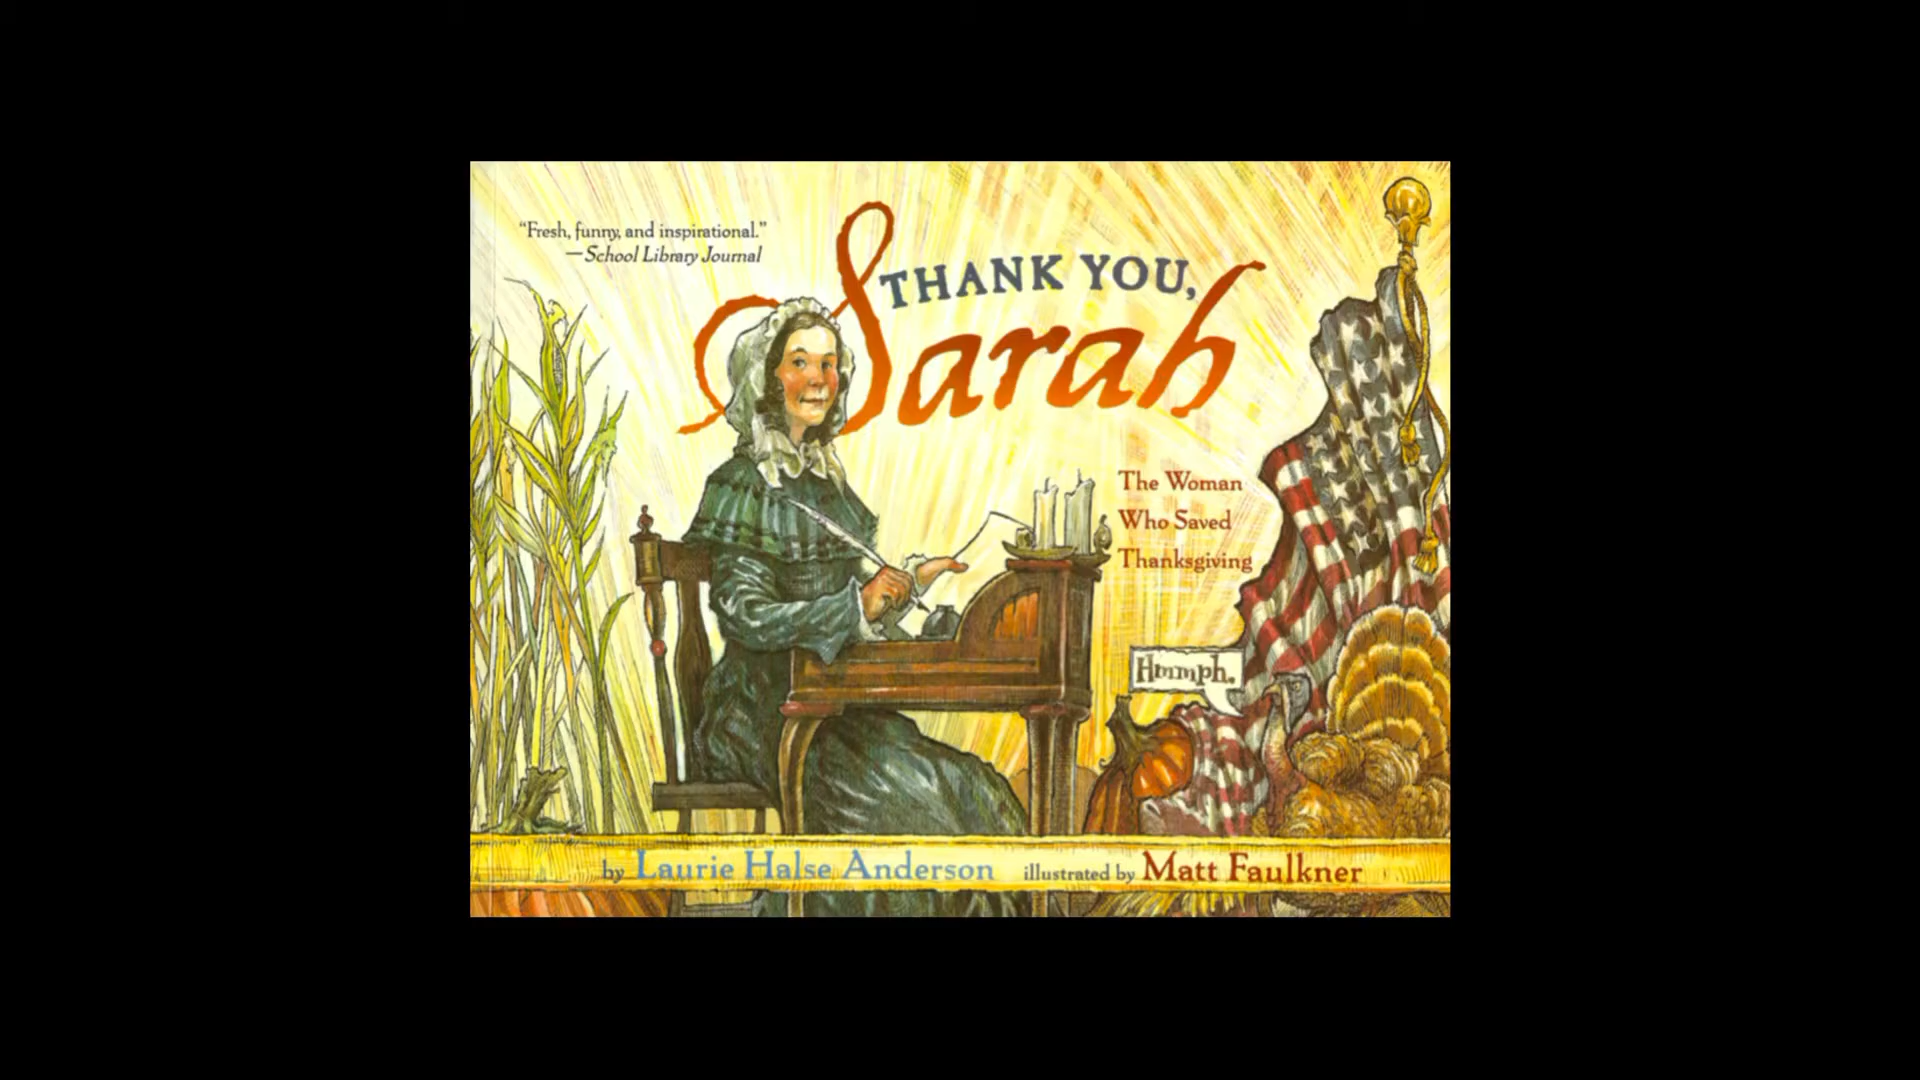 “Fresh, funny, and inspirational.”
—School Library Journal
THANK YOU,
Sarah
The Woman
Who Saved
Thanksgiving
Hmmph.
by Laurie Halse Anderson illustrated by Matt Faulkner